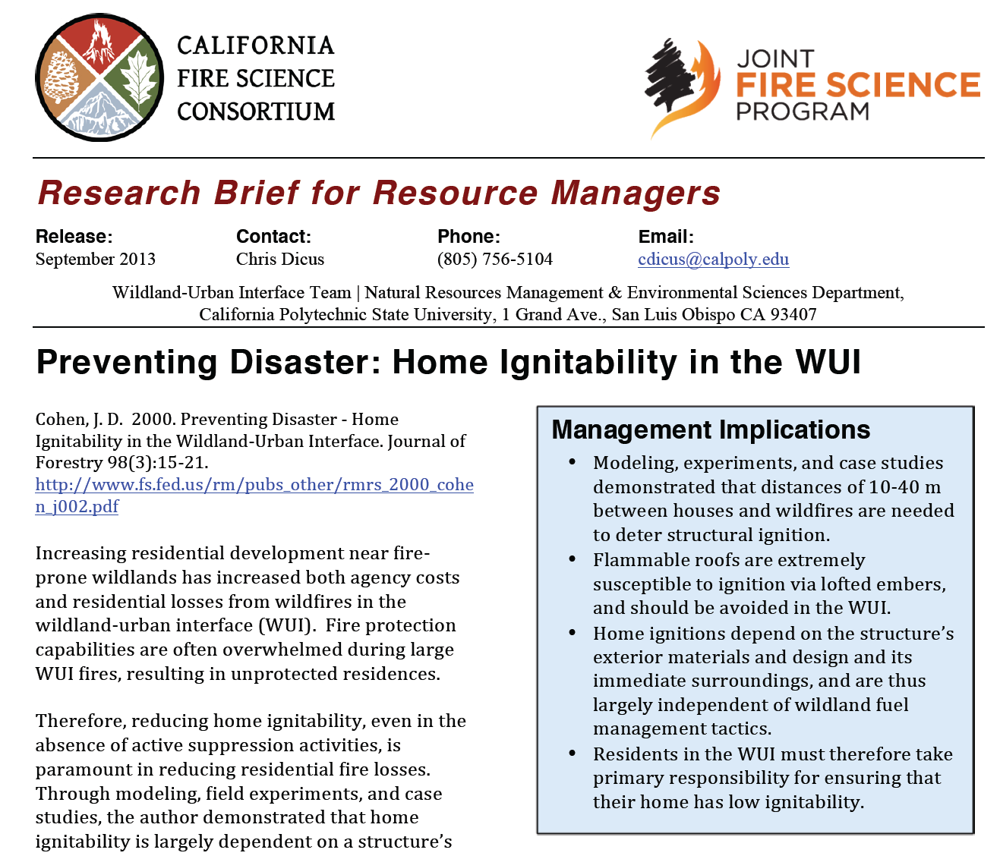 CALIFORNIA
FIRE SCIENCE
CONSORTIUM
JOINT
FIRE SCIENCE
PROGRAM
Research Brief for Resource Managers
Release: Contact: Phone: Email:
September 2013 Chris Dicus (805) 756-5104 cdicus@calpoly.edu
Wildland-Urban Interface Team | Natural Resources Management & Environmental Sciences Department,
California Polytechnic State University, 1 Grand Ave., San Luis Obispo CA 93407
Preventing Disaster: Home Ignitability in the WUI
Cohen, J. D.  2000. Preventing Disaster - Home
Ignitability in the Wildland-Urban Interface. Journal of
Forestry 98(3):15-21.
http://www.fs.fed.us/rm/pubs_other/rmrs_2000_cohe
n_j002.pdf
Increasing residential development near fire-
prone wildlands has increased both agency costs
and residential losses from wildfires in the
wildland-urban interface (WUI).  Fire protection
capabilities are often overwhelmed during large
WUI fires, resulting in unprotected residences.
Therefore, reducing home ignitability, even in the
absence of active suppression activities, is
paramount in reducing residential fire losses.
Through modeling, field experiments, and case
studies, the author demonstrated that home
ignitability is largely dependent on a structure’s
Management Implications
• Modeling, experiments, and case studies
demonstrated that distances of 10-40 m
between houses and wildfires are needed
to deter structural ignition.
• Flammable roofs are extremely
susceptible to ignition via lofted embers,
and should be avoided in the WUI.
• Home ignitions depend on the structure’s
exterior materials and design and its
immediate surroundings, and are thus
largely independent of wildland fuel
management tactics.
• Residents in the WUI must therefore take
primary responsibility for ensuring that
their home has low ignitability.